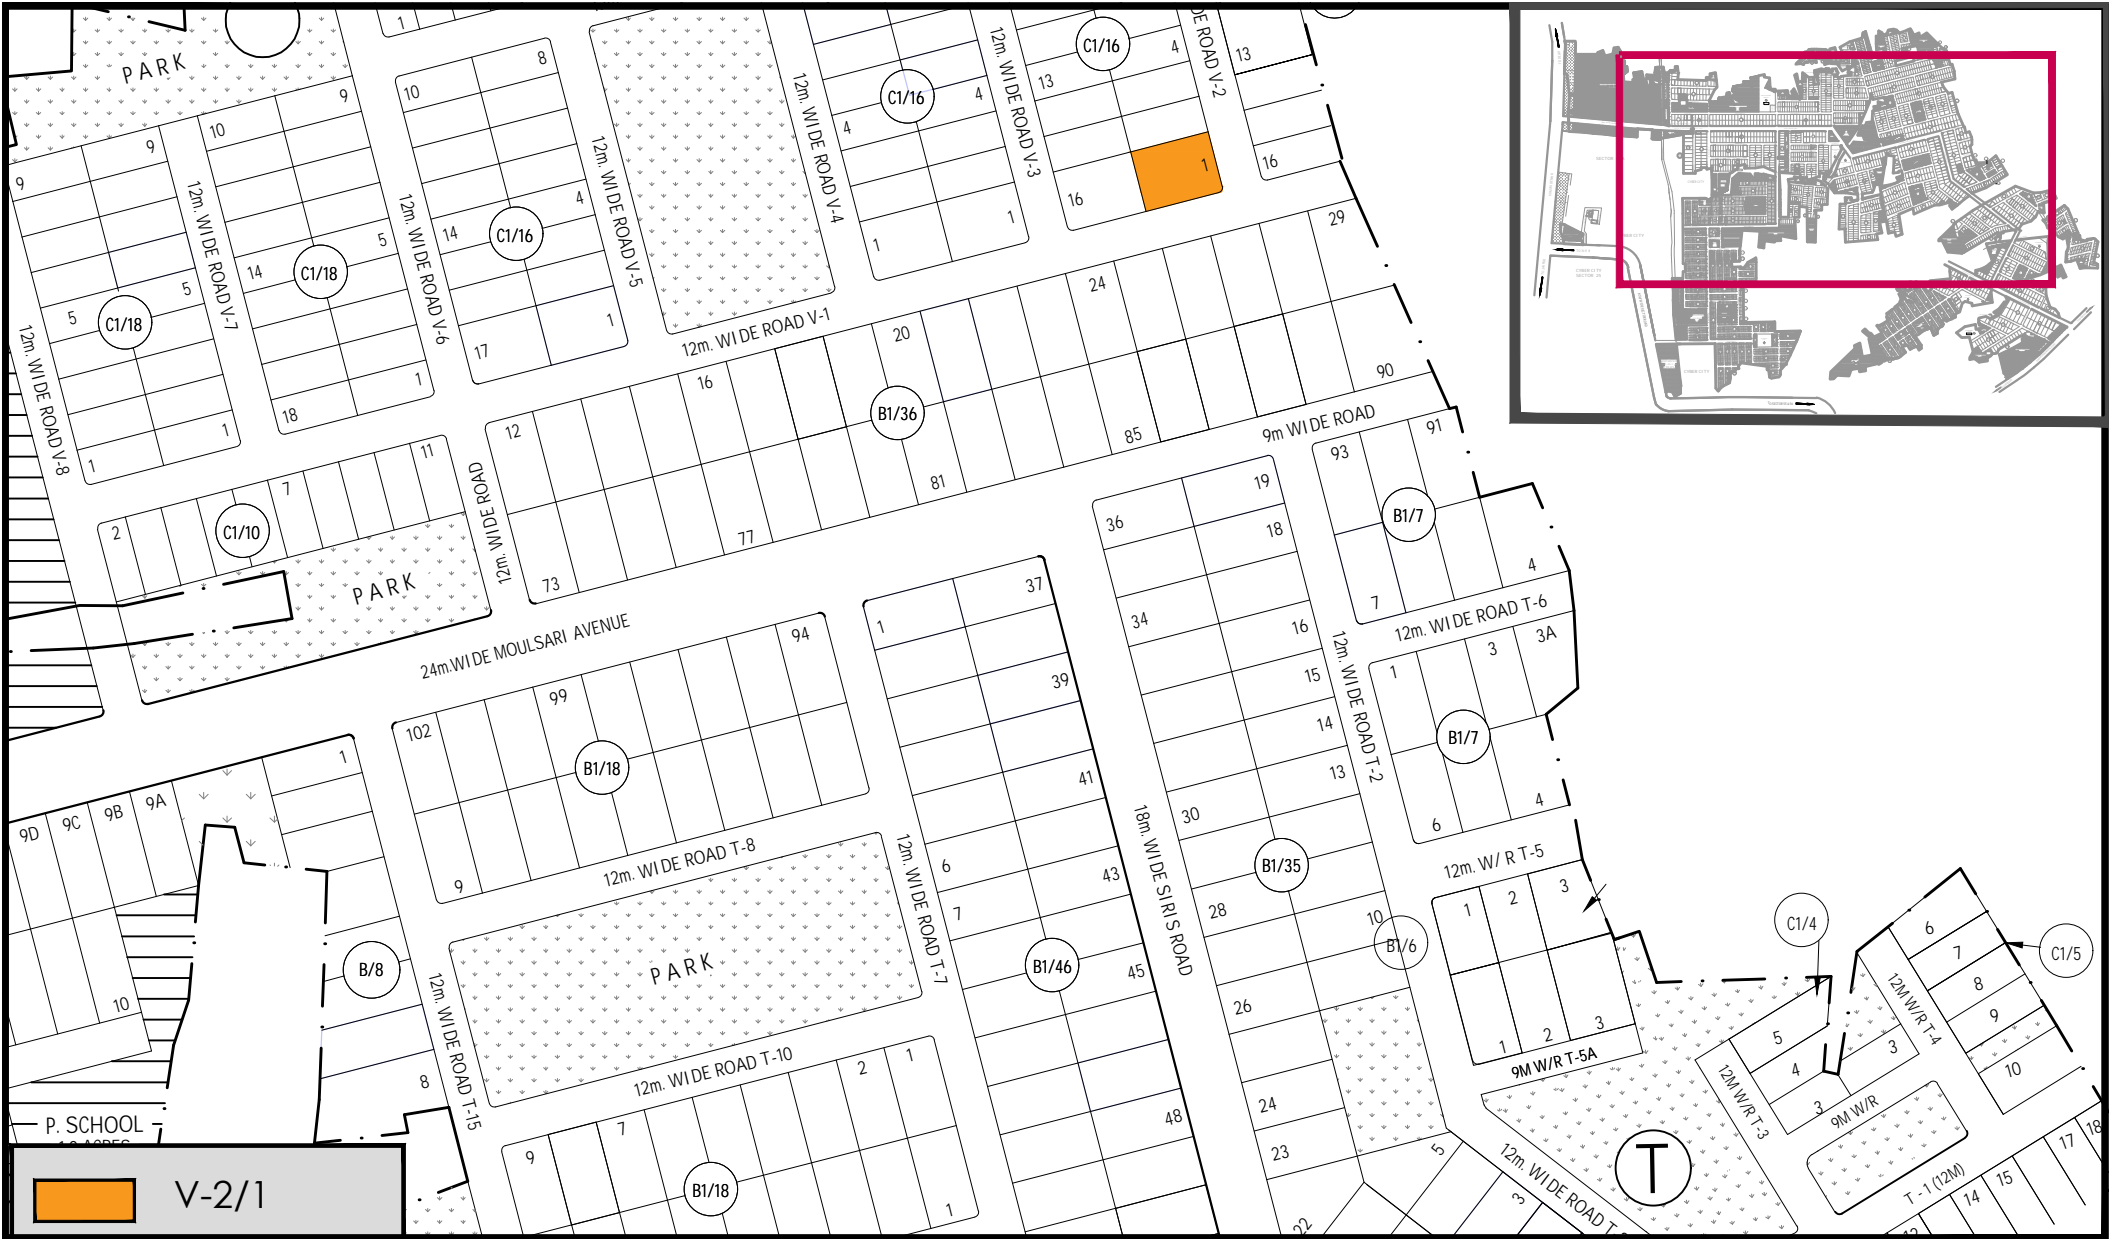 PARK
1
8
10
9
9
9
10
5
5
C1/18
14
C1/18
5
1
1
18
1
12m. WIDE ROAD V-8
12m. WIDE ROAD V-7
12m. WIDE ROAD V-6
12m. WIDE ROAD V-5
12m. WIDE ROAD V-4
12m. WIDE ROAD V-3
DE ROAD V-2
14
C1/16
4
17
1
C1/16
4
4
1
1
C1/16
4
13
16
1
13
16
12m. WIDE ROAD V-1
29
24
20
16
12
B1/36
90
85
81
77
73
9m WIDE ROAD
12m. WIDE ROAD
2
C1/10
7
11
PARK
24m.WIDE MOULSARI AVENUE
102
99
94
B1/18
9
12m. WIDE ROAD T-8
PARK
12m. WIDE ROAD T-10
12m. WIDE ROAD T-15
12m. WIDE ROAD T-7
9
7
2
1
B1/18
1
1
37
39
41
6
43
7
B1/46
45
48
18m. WIDE SIRIS ROAD
36
19
18
34
16
15
14
13
30
B1/35
28
10
26
24
23
22
12m. WIDE ROAD T-2
93
91
B1/7
7
4
12m. WIDE ROAD T-6
1
3
3A
B1/7
6
4
12m. W/ R T-5
1
2
3
B1/6
1
2
3
9M W/R T-5A
5
3
12m. WIDE ROAD T-
T
C1/4
5
4
3
3
12M W/R T-3
12M W/R T-4
9M W/R
6
7
8
9
10
C1/5
T - 1 (12M)
14
15
17
18
9D
9C
9B
9A
10
1
B/8
8
P. SCHOOL
V-2/1